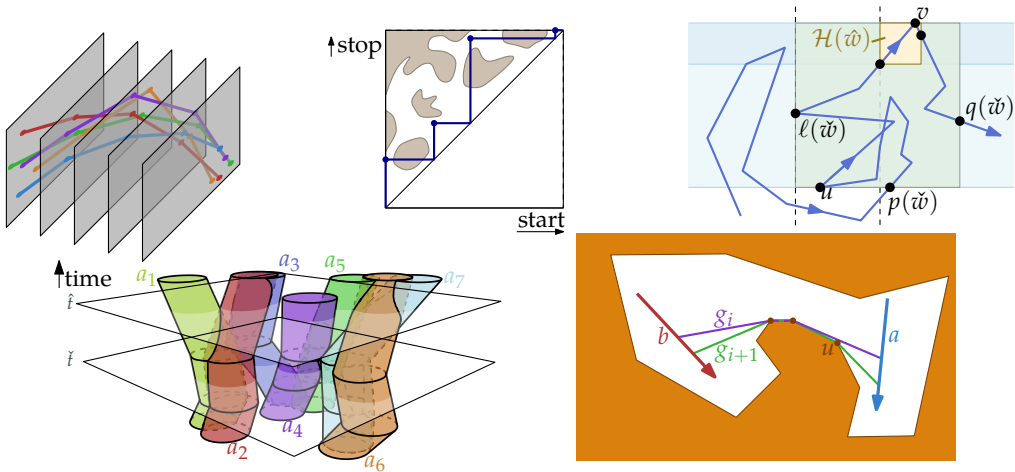 stop
start
v
ℋ(ŵ)
ℓ(w̌)
q(w̌)
u
p(w̌)
time
t̂
ť
a₁
a₃
a₅
a₇
a₂
a₄
a₆
b
gᵢ
gᵢ₊₁
u
a